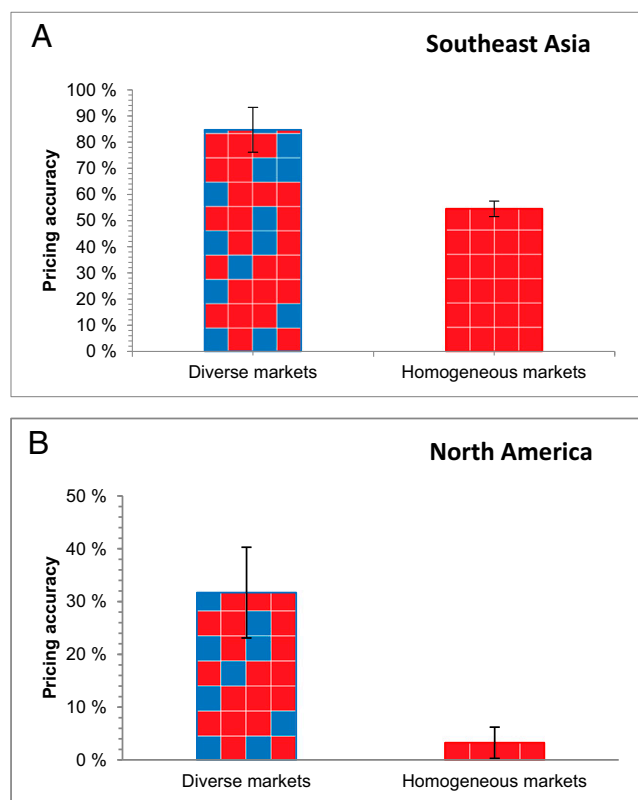 A
Southeast Asia
Pricing accuracy
100 %
90 %
80 %
70 %
60 %
50 %
40 %
30 %
20 %
10 %
0 %
Diverse markets
Homogeneous markets
B
North America
Pricing accuracy
50 %
40 %
30 %
20 %
10 %
0 %
Diverse markets
Homogeneous markets